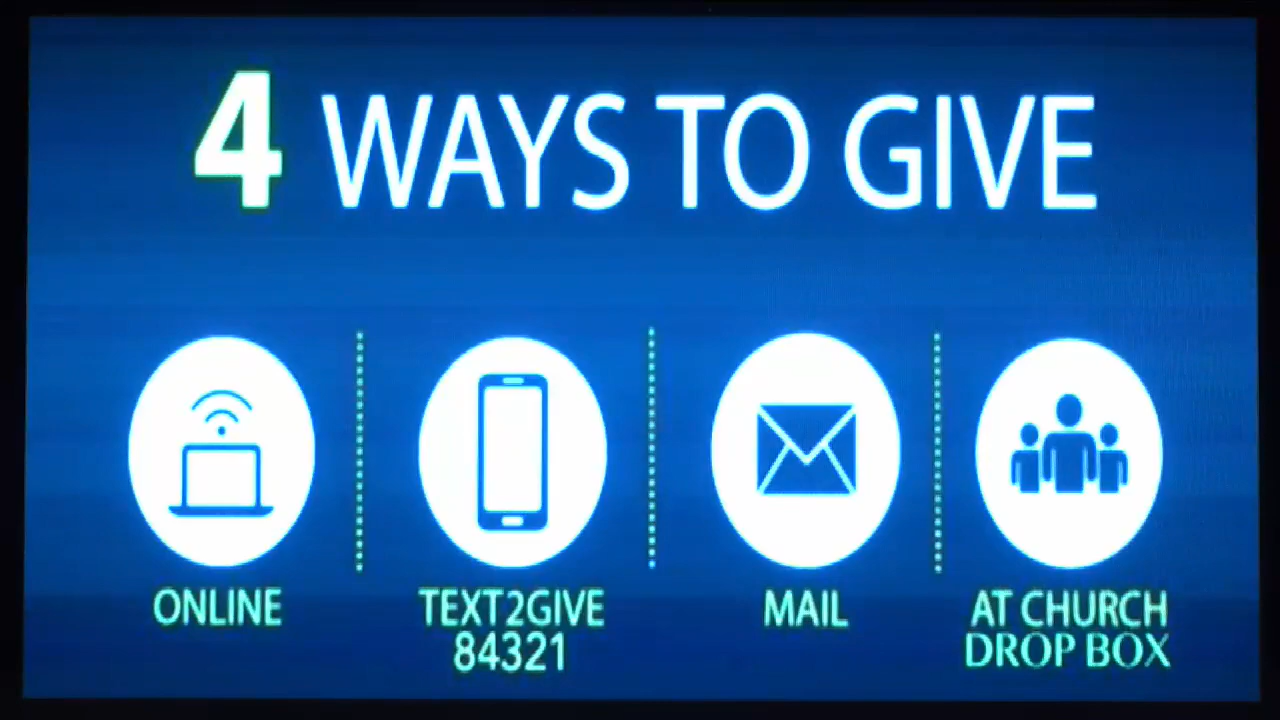 4 WAYS TO GIVE
ONLINE
TEXT2GIVE
84321
MAIL
AT CHURCH
DROP BOX